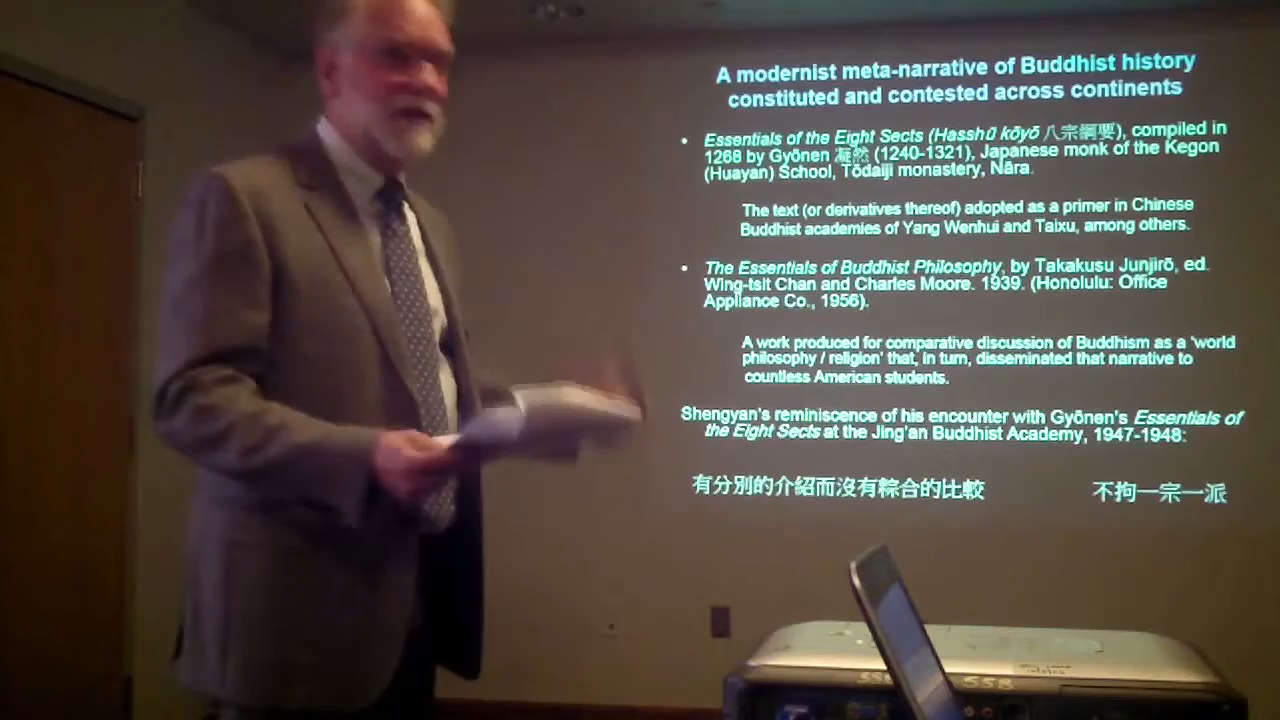 A modernist meta-narrative of Buddhist history
constituted and contested across continents
• Essentials of the Eight Sects (Hasshū kōyō 八宗綱要), compiled in
1268 by Gyōnen 凝然 (1240-1321), Japanese monk of the Kegon
(Huayan) School, Tōdaiji monastery, Nāra.
The text (or derivatives thereof) adopted as a primer in Chinese
Buddhist academies of Yang Wenhui and Taixu, among others.
• The Essentials of Buddhist Philosophy, by Takakusu Junjirō, ed.
Wing-tsit Chan and Charles Moore. 1939. (Honolulu: Office
Appliance Co., 1956).
A work produced for comparative discussion of Buddhism as a ‘world
philosophy / religion’ that, in turn, disseminated that narrative to
countless American students.
Shengyan’s reminiscence of his encounter with Gyōnen’s Essentials of
the Eight Sects at the Jing’an Buddhist Academy, 1947-1948:
有分別的介紹而沒有綜合的比較 不拘一宗一派
558